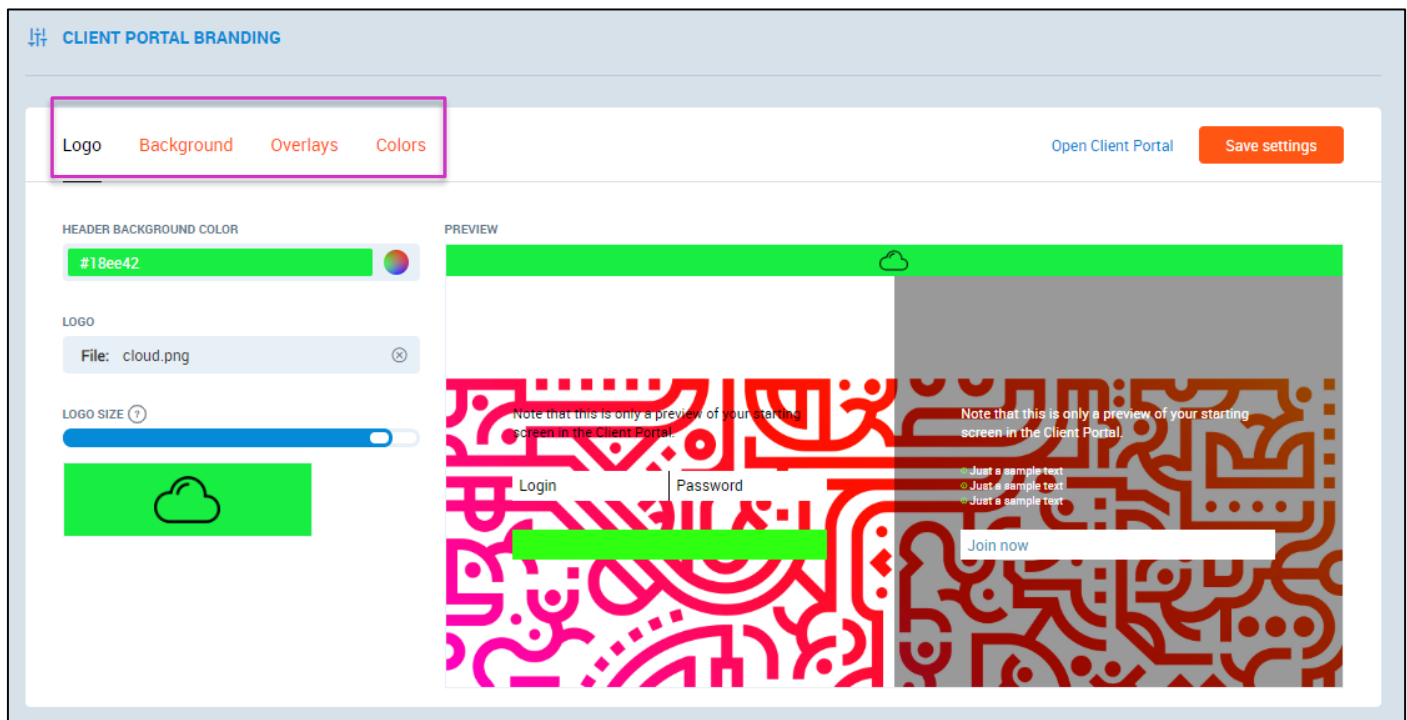 CLIENT PORTAL BRANDING
Logo Background Overlays Colors
Open Client Portal
Save settings
HEADER BACKGROUND COLOR
#18ee42
LOGO
File: cloud.png
LOGO SIZE ?
PREVIEW
Note that this is only a preview of your starting
screen in the Client Portal.
Login
Password
Note that this is only a preview of your starting
screen in the Client Portal.
Just a sample text
Just a sample text
Just a sample text
Join now